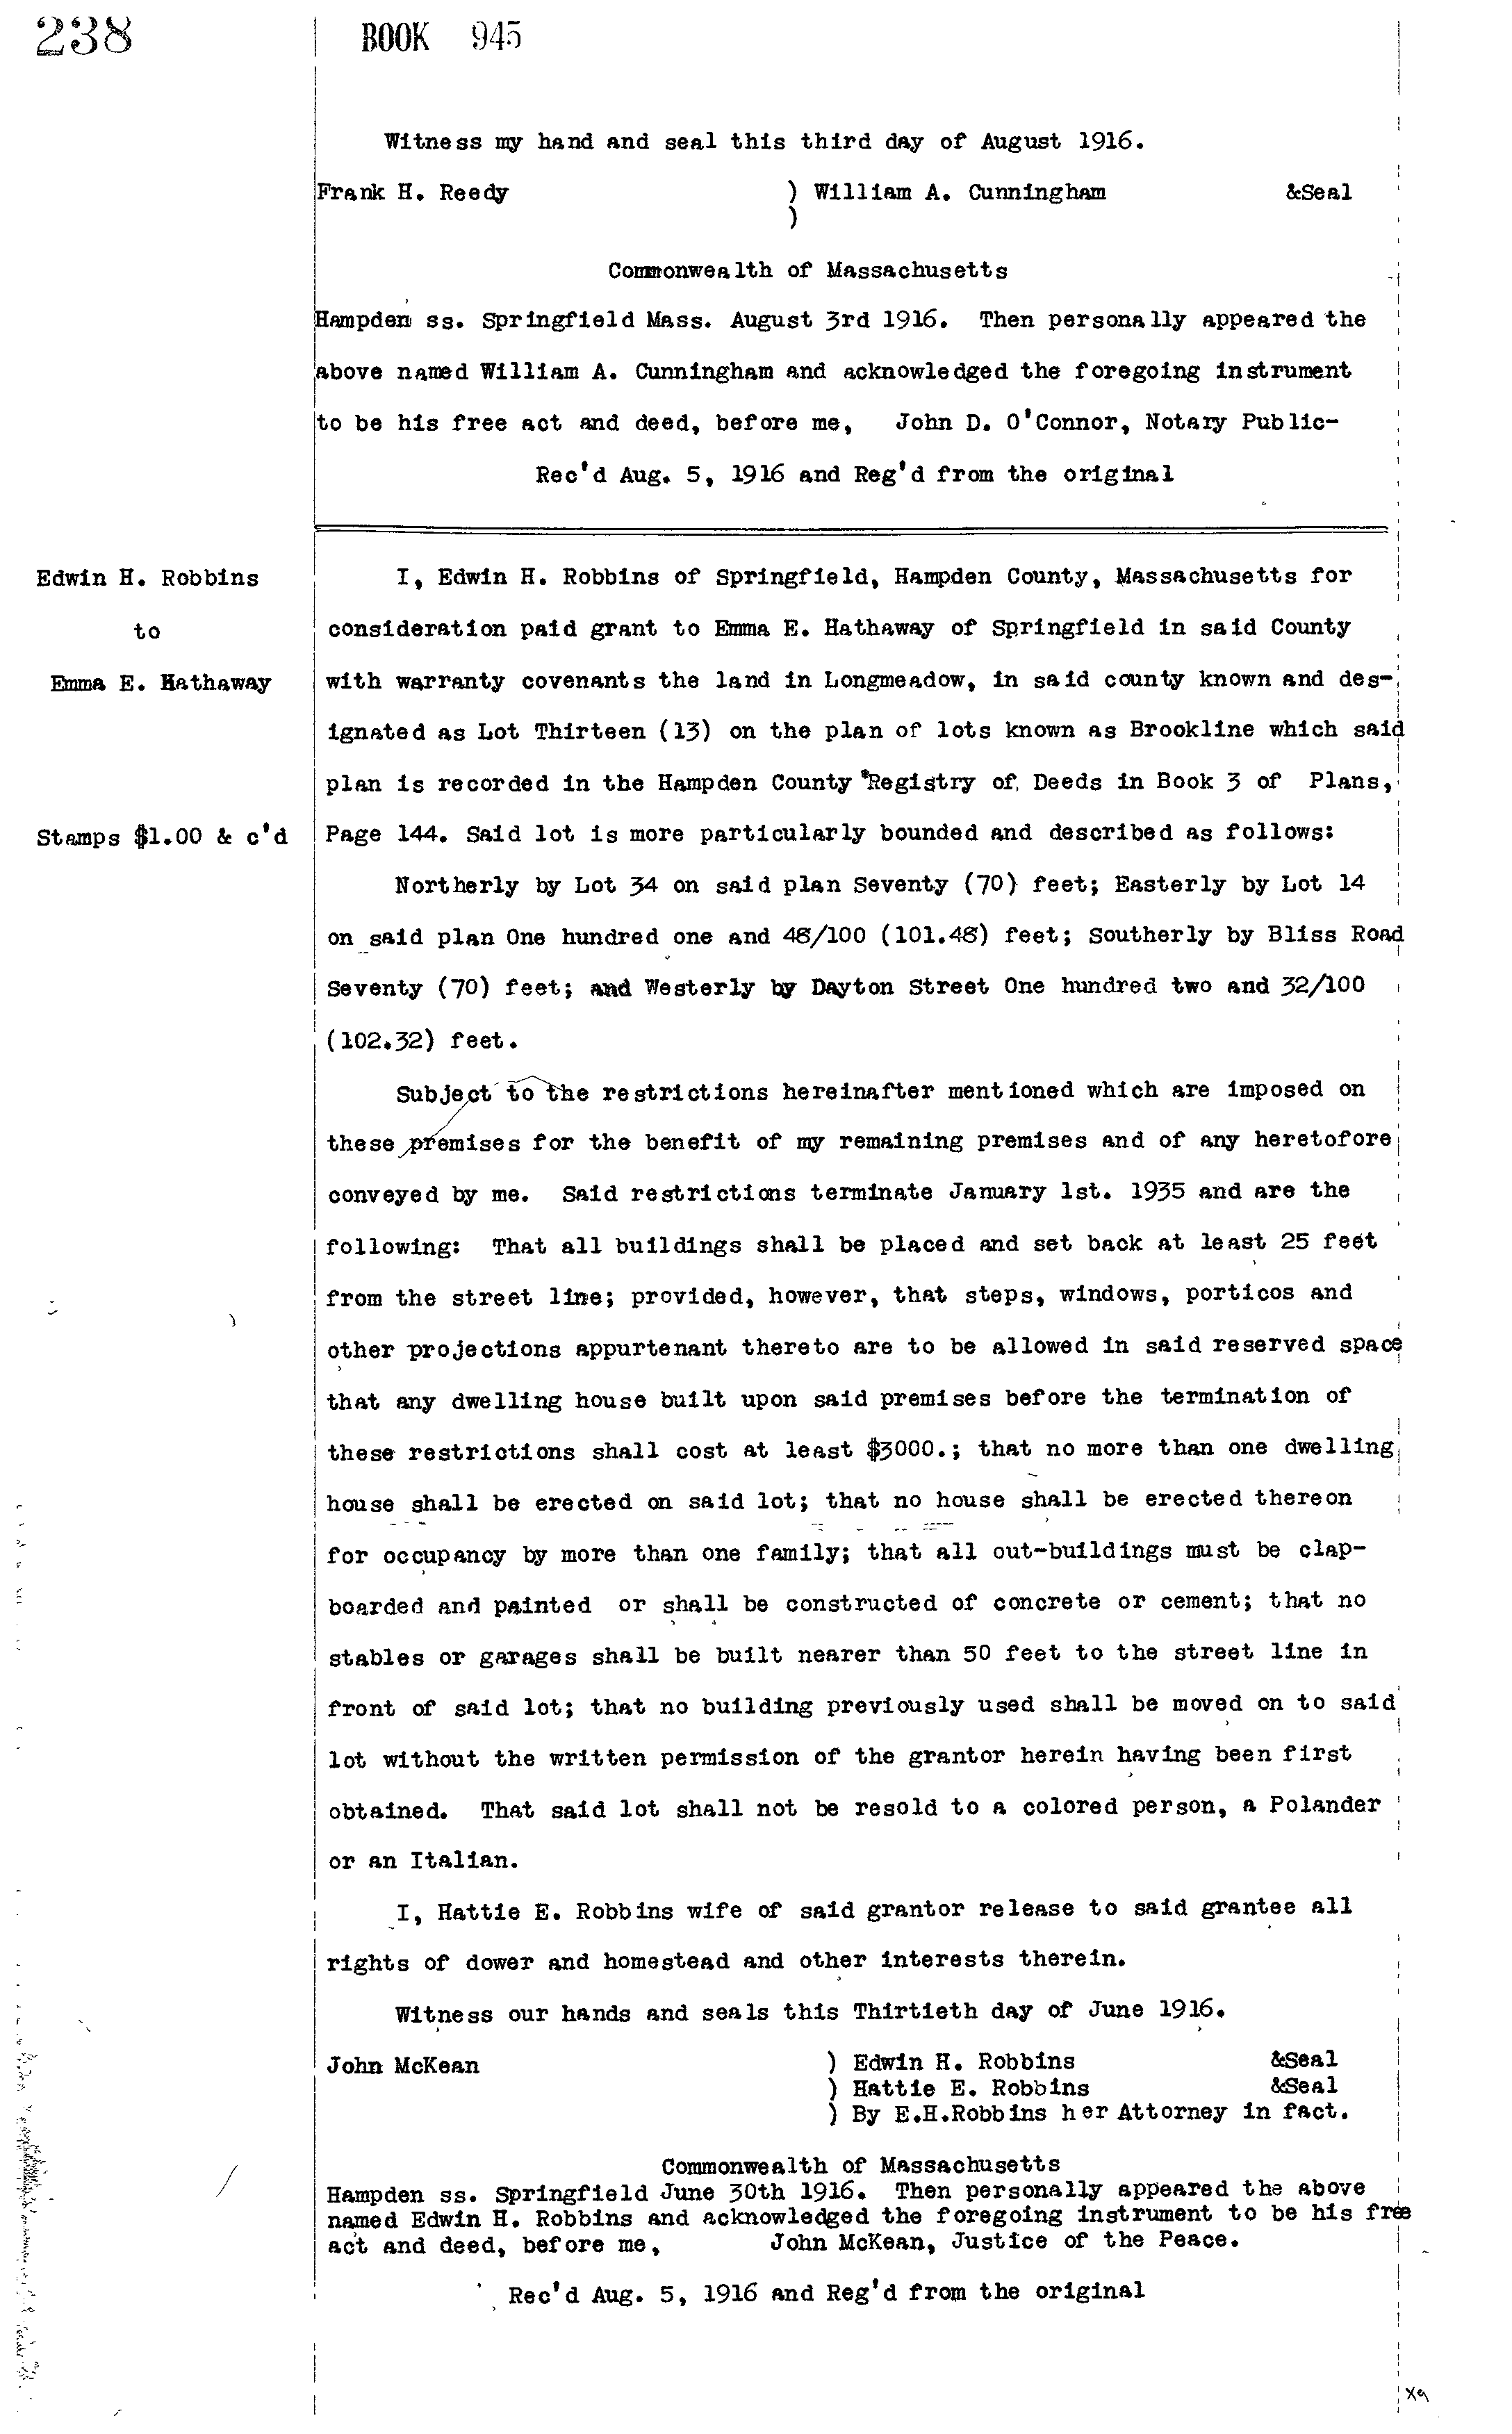 238
BOOK 945
Witness my hand and seal this third day of August 1916.
Frank H. Reedy ) William A. Cunningham &Seal
)
Commonwealth of Massachusetts
Hampden ss. Springfield Mass. August 3rd 1916. Then personally appeared the
above named William A. Cunningham and acknowledged the foregoing instrument
to be his free act and deed, before me, John D. O'Connor, Notary Public-
Rec'd Aug. 5, 1916 and Reg'd from the original
Edwin H. Robbins
to
Emma E. Hathaway
Stamps $1.00 & c'd
I, Edwin H. Robbins of Springfield, Hampden County, Massachusetts for
consideration paid grant to Emma E. Hathaway of Springfield in said County
with warranty covenants the land in Longmeadow, in said county known and des-
ignated as Lot Thirteen (13) on the plan of lots known as Brookline which said
plan is recorded in the Hampden County Registry of Deeds in Book 3 of Plans,
Page 144. Said lot is more particularly bounded and described as follows:
Northerly by Lot 34 on said plan Seventy (70) feet; Easterly by Lot 14
on said plan One hundred one and 48/100 (101.48) feet; Southerly by Bliss Road
Seventy (70) feet; and Westerly by Dayton Street One hundred two and 32/100
(102.32) feet.
Subject to the restrictions hereinafter mentioned which are imposed on
these premises for the benefit of my remaining premises and of any heretofore
conveyed by me. Said restrictions terminate January 1st. 1935 and are the
following: That all buildings shall be placed and set back at least 25 feet
from the street line; provided, however, that steps, windows, porticos and
other projections appurtenant thereto are to be allowed in said reserved space
that any dwelling house built upon said premises before the termination of
these restrictions shall cost at least $3000.; that no more than one dwelling
house shall be erected on said lot; that no house shall be erected thereon
for occupancy by more than one family; that all out-buildings must be clap-
boarded and painted or shall be constructed of concrete or cement; that no
stables or garages shall be built nearer than 50 feet to the street line in
front of said lot; that no building previously used shall be moved on to said
lot without the written permission of the grantor herein having been first
obtained. That said lot shall not be resold to a colored person, a Polander
or an Italian.
I, Hattie E. Robbins wife of said grantor release to said grantee all
rights of dower and homestead and other interests therein.
Witness our hands and seals this Thirtieth day of June 1916.
John McKean ) Edwin H. Robbins &Seal
) Hattie E. Robbins &Seal
) By E.H.Robbins her Attorney in fact.
Commonwealth of Massachusetts
Hampden ss. Springfield June 30th 1916. Then personally appeared the above
named Edwin H. Robbins and acknowledged the foregoing instrument to be his free
act and deed, before me, John McKean, Justice of the Peace.
Rec'd Aug. 5, 1916 and Reg'd from the original